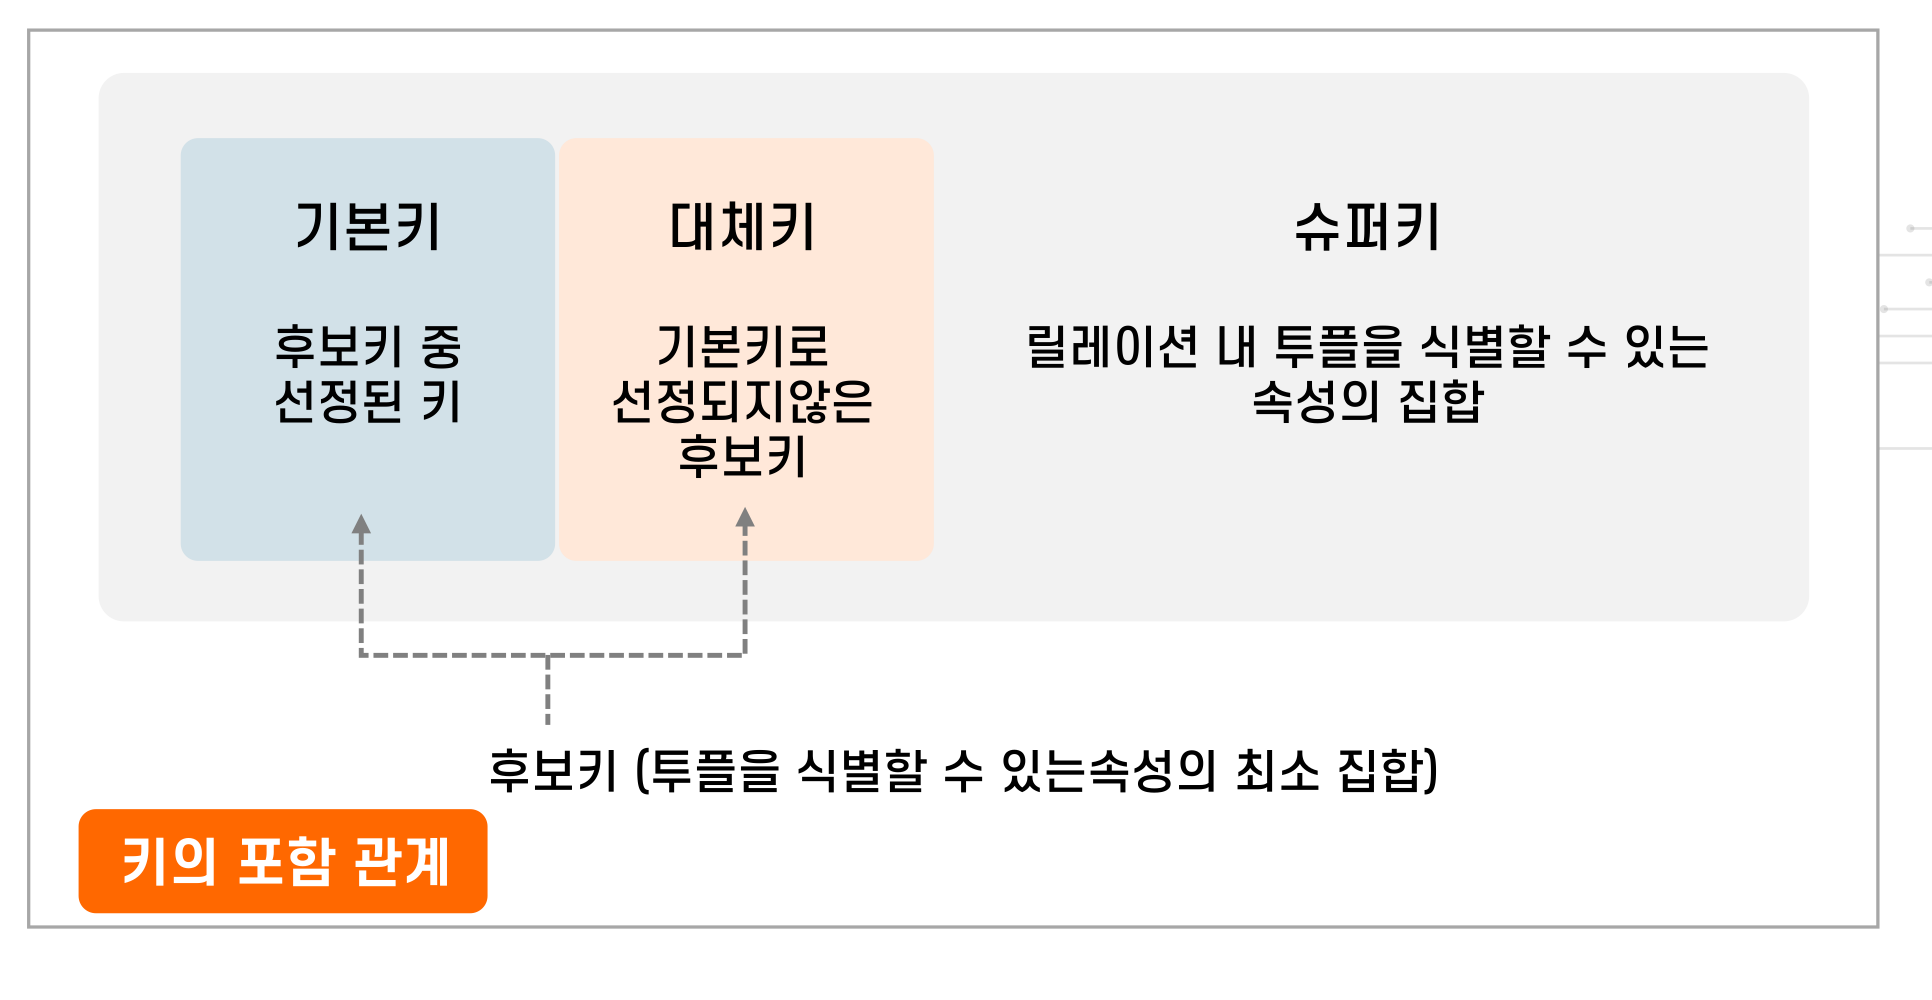 기본키
후보키 중
선정된 키
대체키
기본키로
선정되지않은
후보키
슈퍼키
릴레이션 내 투플을 식별할 수 있는
속성의 집합
후보키 (투플을 식별할 수 있는속성의 최소 집합)
키의 포함 관계